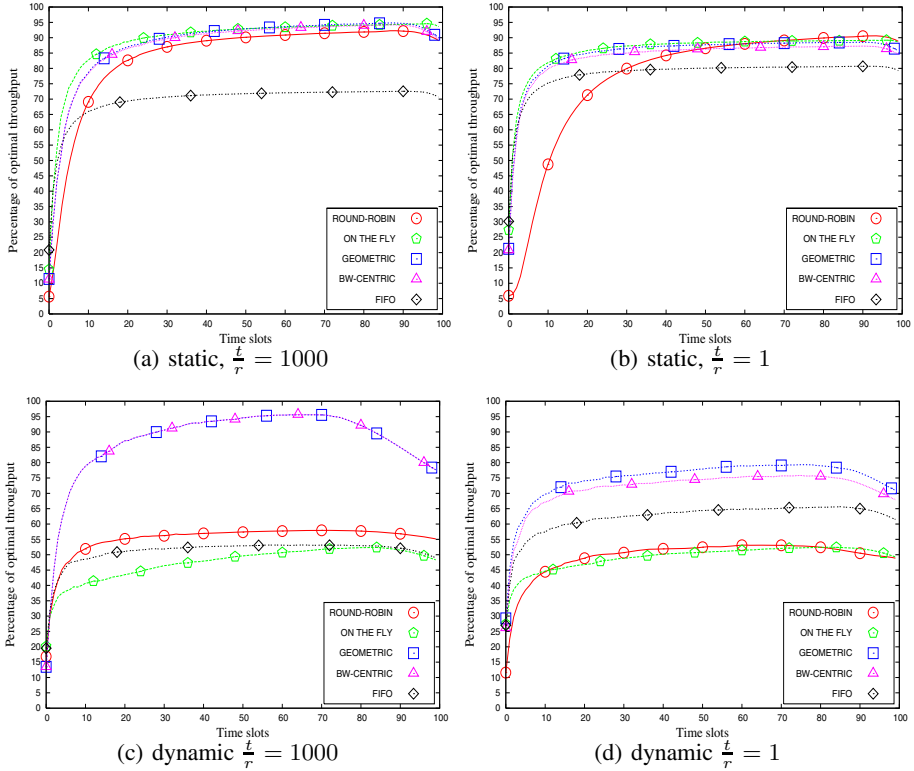 Percentage of optimal throughput
100
95
90
85
80
75
70
65
60
55
50
45
40
35
30
25
20
15
10
5
0
ROUND-ROBIN
ON THE FLY
GEOMETRIC
BW-CENTRIC
FIFO
0 10 20 30 40 50 60 70 80 90 100
Time slots
(a) static, t/r = 1000
Percentage of optimal throughput
100
95
90
85
80
75
70
65
60
55
50
45
40
35
30
25
20
15
10
5
0
ROUND-ROBIN
ON THE FLY
GEOMETRIC
BW-CENTRIC
FIFO
0 10 20 30 40 50 60 70 80 90 100
Time slots
(b) static, t/r = 1
Percentage of optimal throughput
100
95
90
85
80
75
70
65
60
55
50
45
40
35
30
25
20
15
10
5
0
ROUND-ROBIN
ON THE FLY
GEOMETRIC
BW-CENTRIC
FIFO
0 10 20 30 40 50 60 70 80 90 100
Time slots
(c) dynamic t/r = 1000
Percentage of optimal throughput
100
95
90
85
80
75
70
65
60
55
50
45
40
35
30
25
20
15
10
5
0
ROUND-ROBIN
ON THE FLY
GEOMETRIC
BW-CENTRIC
FIFO
0 10 20 30 40 50 60 70 80 90 100
Time slots
(d) dynamic t/r = 1